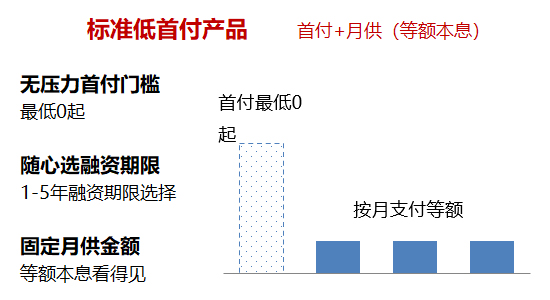 标准低首付产品
首付+月供（等额本息）
无压力首付门槛
最低0起
随心选融资期限
1-5年融资期限选择
固定月供金额
等额本息看得见
首付最低0
起
按月支付等额